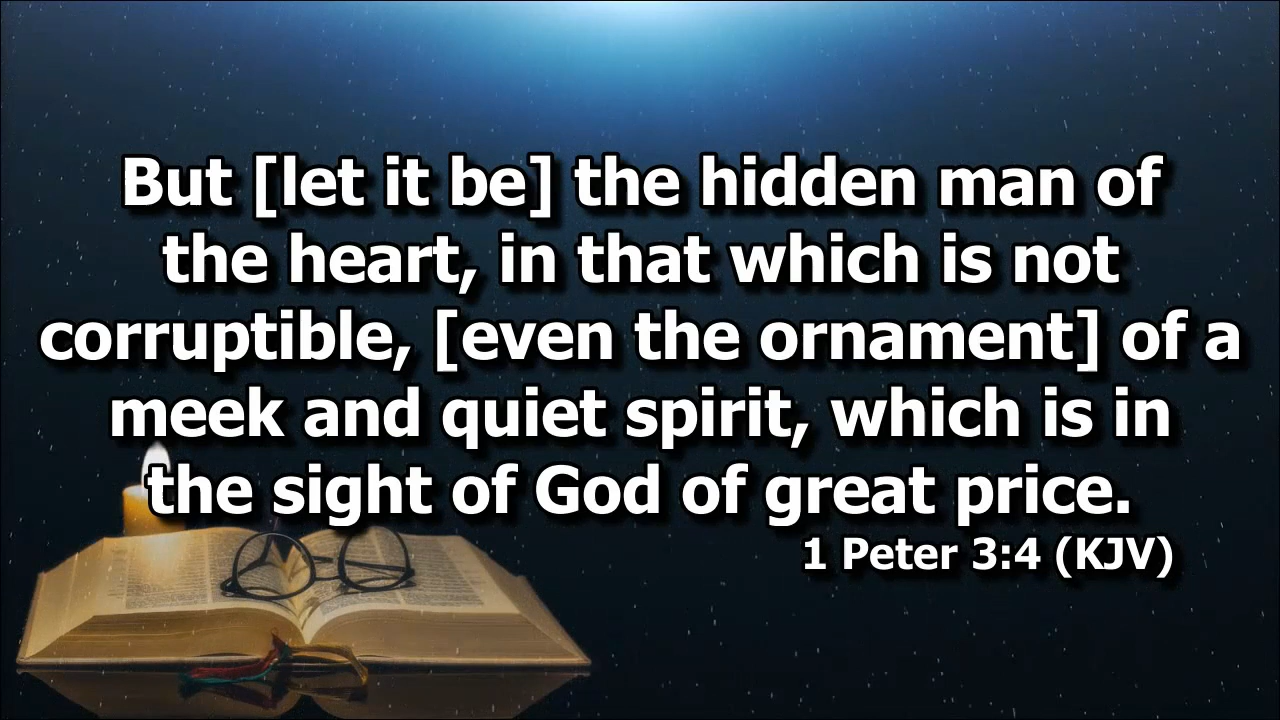 But [let it be] the hidden man of
the heart, in that which is not
corruptible, [even the ornament] of a
meek and quiet spirit, which is in
the sight of God of great price.
1 Peter 3:4 (KJV)